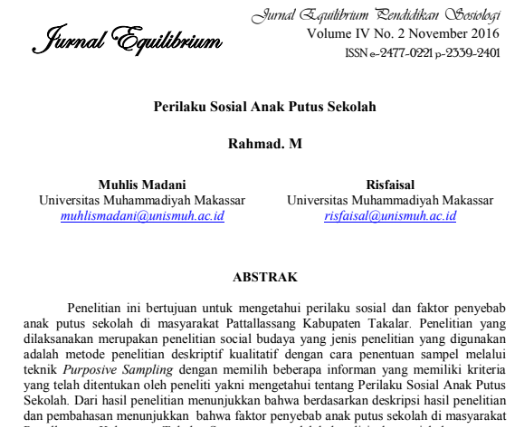 Jurnal Equilibrium
Jurnal Equilibrium Pendidikan Sosiologi
Volume IV No. 2 November 2016
ISSN e-2477-0221 p-2339-2401
Perilaku Sosial Anak Putus Sekolah
Rahmad. M
Muhlis Madani
Universitas Muhammadiyah Makassar
muhlismadani@unismuh.ac.id
Risfaisal
Universitas Muhammadiyah Makassar
risfaisal@unismuh.ac.id
ABSTRAK
Penelitian ini bertujuan untuk mengetahui perilaku sosial dan faktor penyebab
anak putus sekolah di masyarakat Pattallassang Kabupaten Takalar. Penelitian yang
dilaksanakan merupakan penelitian social budaya yang jenis penelitian yang digunakan
adalah metode penelitian deskriptif kualitatif dengan cara penentuan sampel melalui
teknik Purposive Sampling dengan memilih beberapa informan yang memiliki kriteria
yang telah ditentukan oleh peneliti yakni mengetahui tentang Perilaku Sosial Anak Putus
Sekolah. Dari hasil penelitian menunjukkan bahwa berdasarkan deskripsi hasil penelitian
dan pembahasan menunjukkan bahwa faktor penyebab anak putus sekolah di masyarakat